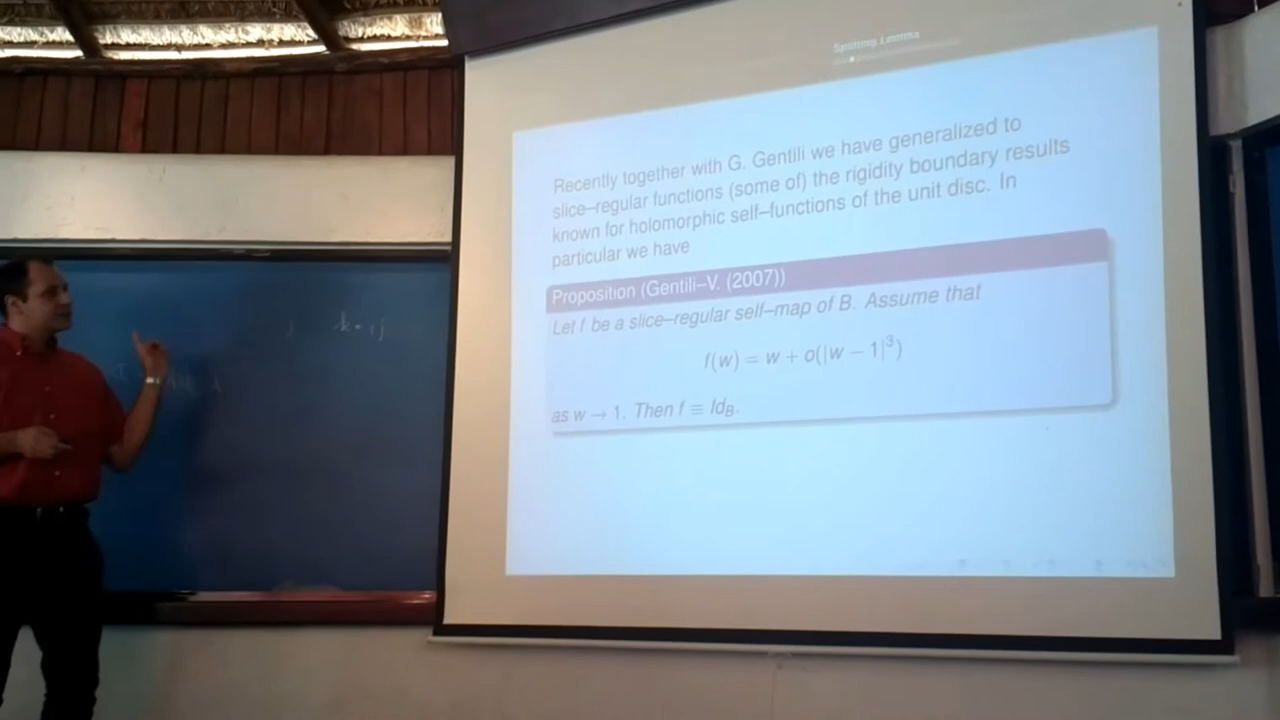 Splitting Lemma
Recently together with G. Gentili we have generalized to
slice–regular functions (some of) the rigidity boundary results
known for holomorphic self–functions of the unit disc. In
particular we have
Proposition (Gentili–V. (2007))
Let f be a slice–regular self–map of B. Assume that
f(w) = w + o(|w − 1|³)
as w → 1. Then f ≡ Id_B.
k = ij